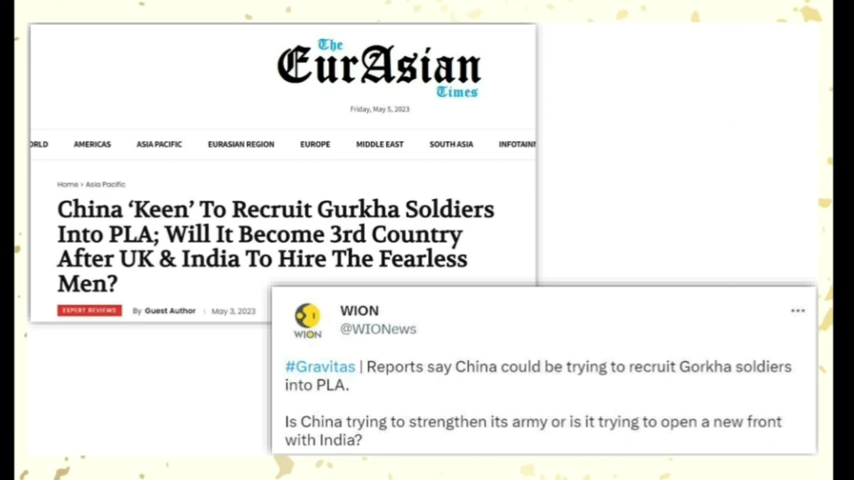 The
EurAsian
Times
Friday, May 5, 2023
ORLD AMERICAS ASIA PACIFIC EURASIAN REGION EUROPE MIDDLE EAST SOUTH ASIA INFOTAIN
Home > Asia Pacific
China ‘Keen’ To Recruit Gurkha Soldiers
Into PLA; Will It Become 3rd Country
After UK & India To Hire The Fearless
Men?
EXPERT REVIEWS By Guest Author | May 3, 2023
WION
WION
@WIONews
#Gravitas | Reports say China could be trying to recruit Gorkha soldiers
into PLA.
Is China trying to strengthen its army or is it trying to open a new front
with India?